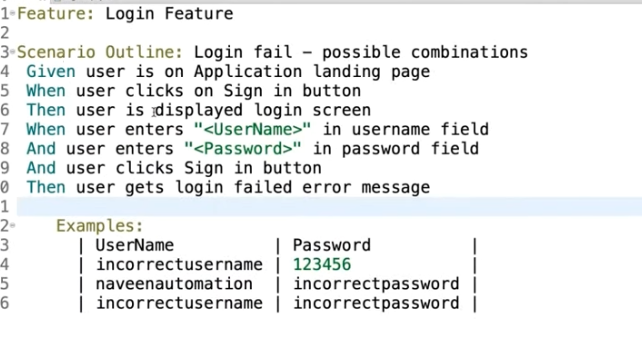 1 Feature: Login Feature
2
3 Scenario Outline: Login fail – possible combinations
4 Given user is on Application landing page
5 When user clicks on Sign in button
6 Then user is displayed login screen
7 When user enters "<UserName>" in username field
8 And user enters "<Password>" in password field
9 And user clicks Sign in button
0 Then user gets login failed error message
1
2 Examples:
3 | UserName | Password |
4 | incorrectusername | 123456 |
5 | naveenautomation | incorrectpassword |
6 | incorrectusername | incorrectpassword |